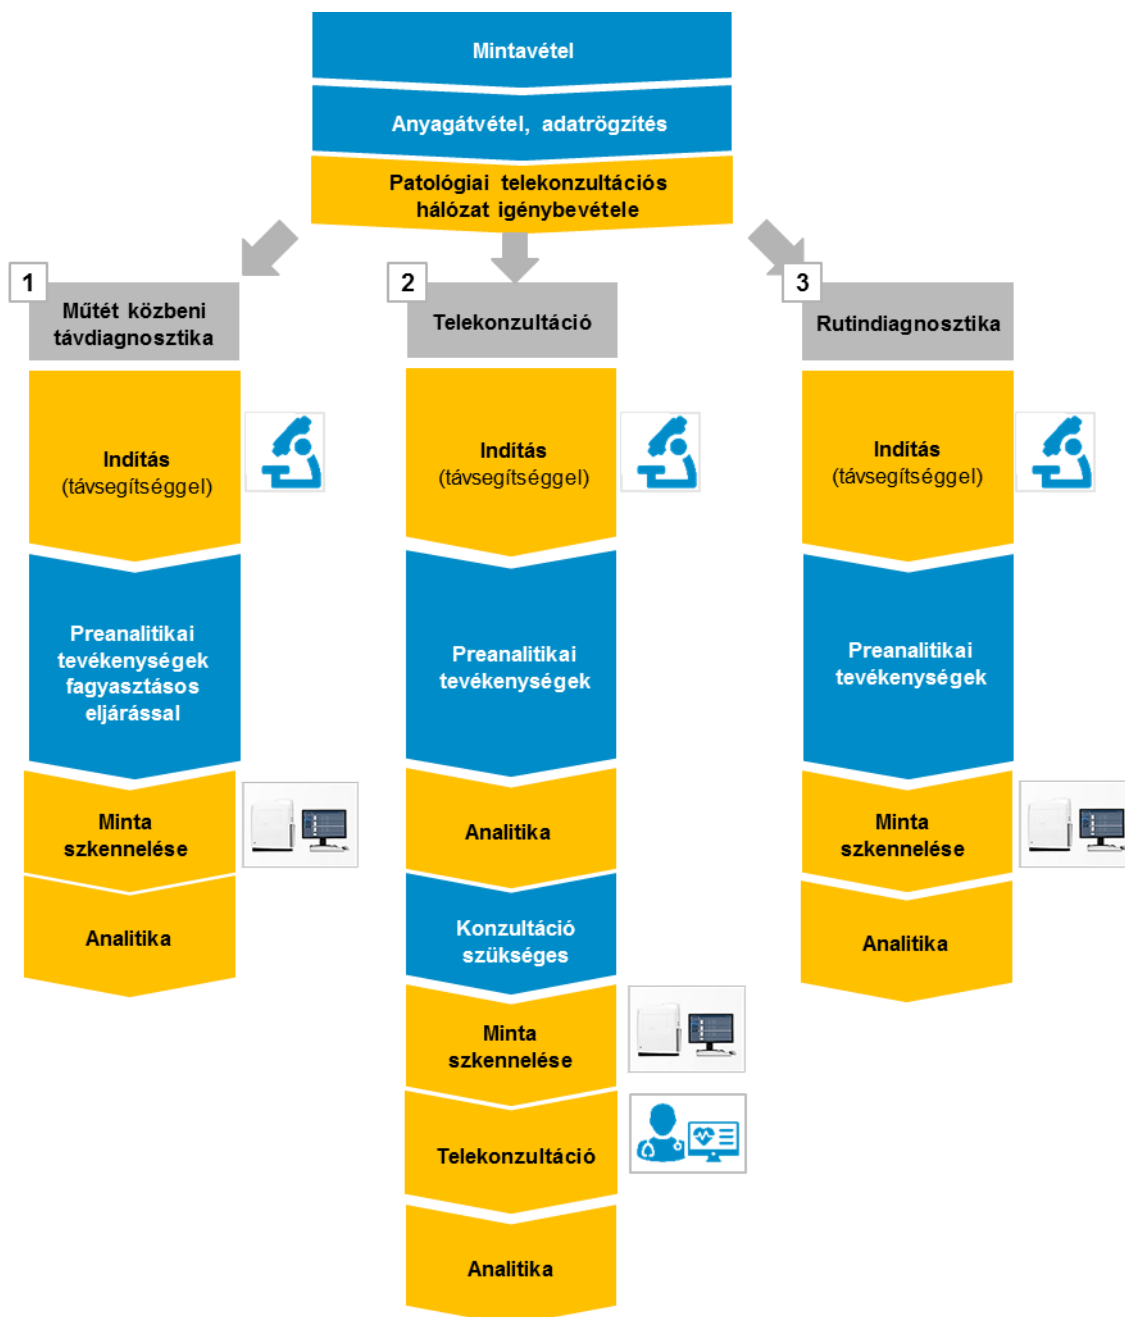 Mintavétel
Anyagátvétel, adatrögzítés
Patológiai telekonzultációs
hálózat igénybevétele
1
Műtét közbeni
távdiagnosztika
Indítás
(távsegítséggel)
Preanalitikai
tevékenységek
fagyasztásos
eljárással
Minta
szkennelése
Analitika
2
Telekonzultáció
Indítás
(távsegítséggel)
Preanalitikai
tevékenységek
Analitika
Konzultáció
szükséges
Minta
szkennelése
Telekonzultáció
Analitika
3
Rutindiagnosztika
Indítás
(távsegítséggel)
Preanalitikai
tevékenységek
Minta
szkennelése
Analitika